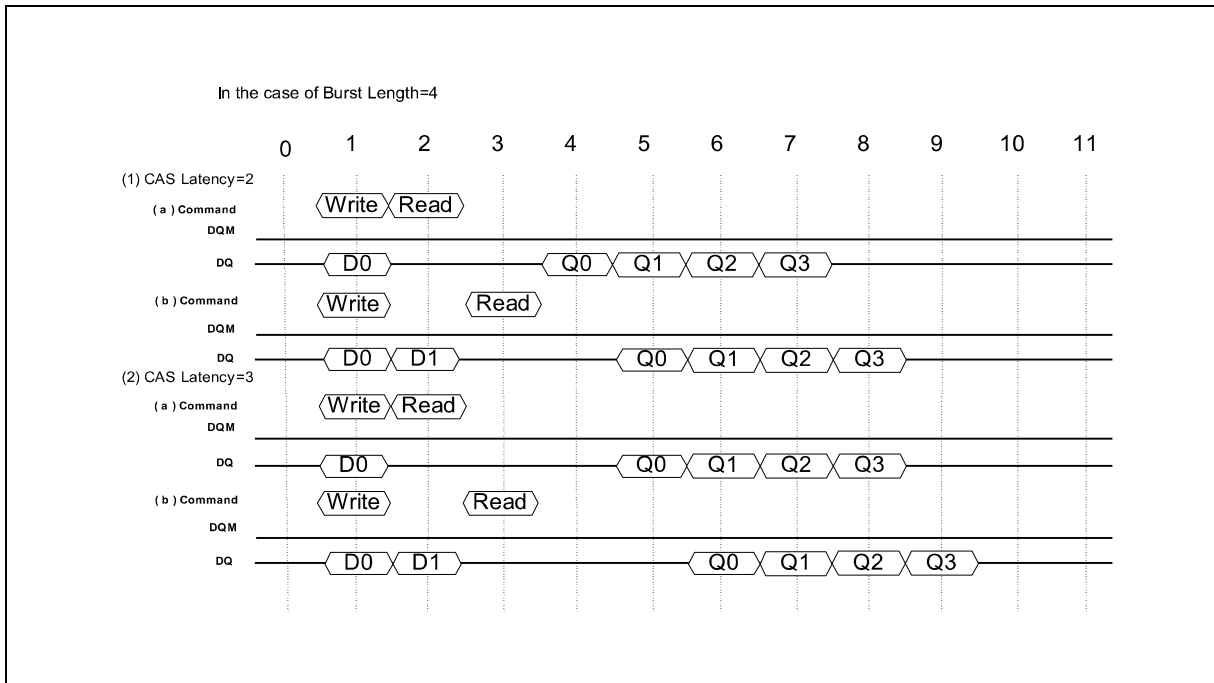 In the case of Burst Length=4
0 1 2 3 4 5 6 7 8 9 10 11
(1) CAS Latency=2
( a ) Command Write Read
DQM
DQ D0 Q0 Q1 Q2 Q3
( b ) Command Write Read
DQM
DQ D0 D1 Q0 Q1 Q2 Q3
(2) CAS Latency=3
( a ) Command Write Read
DQM
DQ D0 Q0 Q1 Q2 Q3
( b ) Command Write Read
DQM
DQ D0 D1 Q0 Q1 Q2 Q3